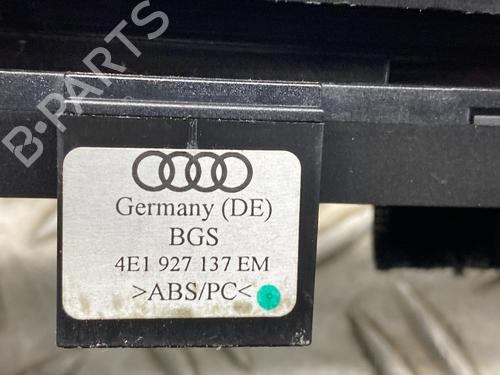 B-PARTS
Germany (DE)
BGS
4E1 927 137 EM
>ABS/PC<